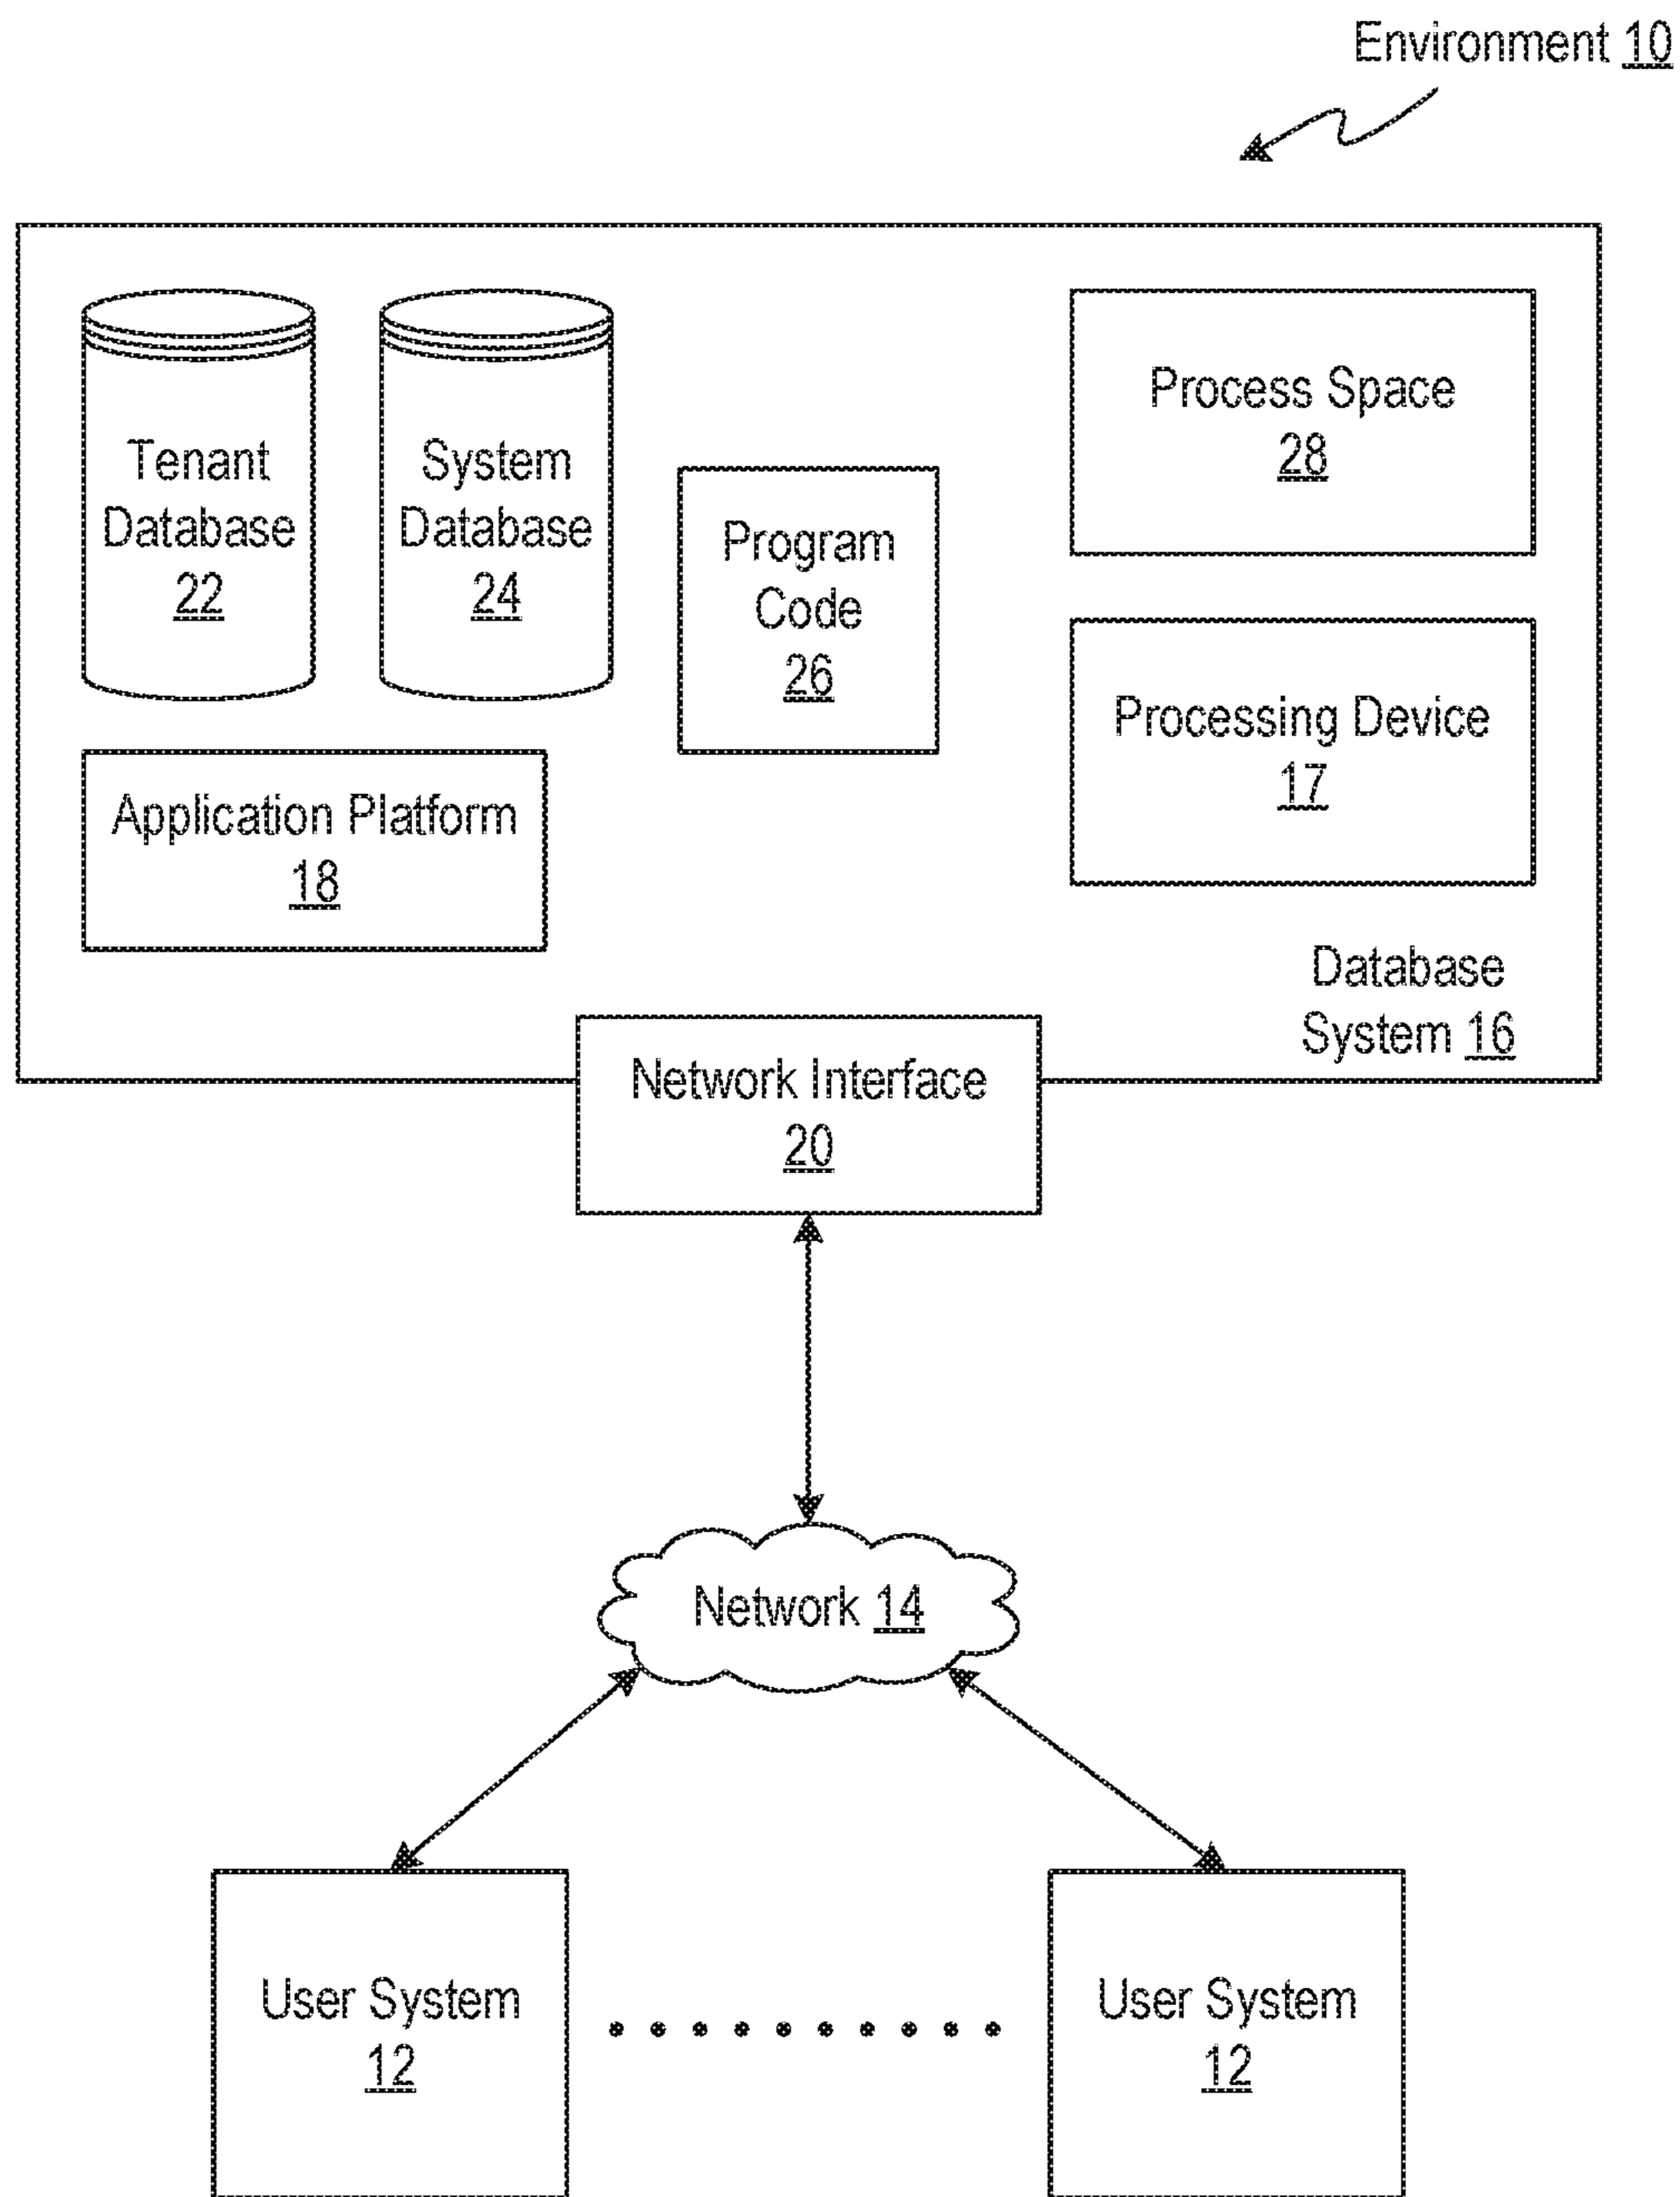 Environment 10
Tenant
Database
22
System
Database
24
Program
Code
26
Process Space
28
Processing Device
17
Application Platform
18
Database
System 16
Network Interface
20
Network 14
User System
12
User System
12